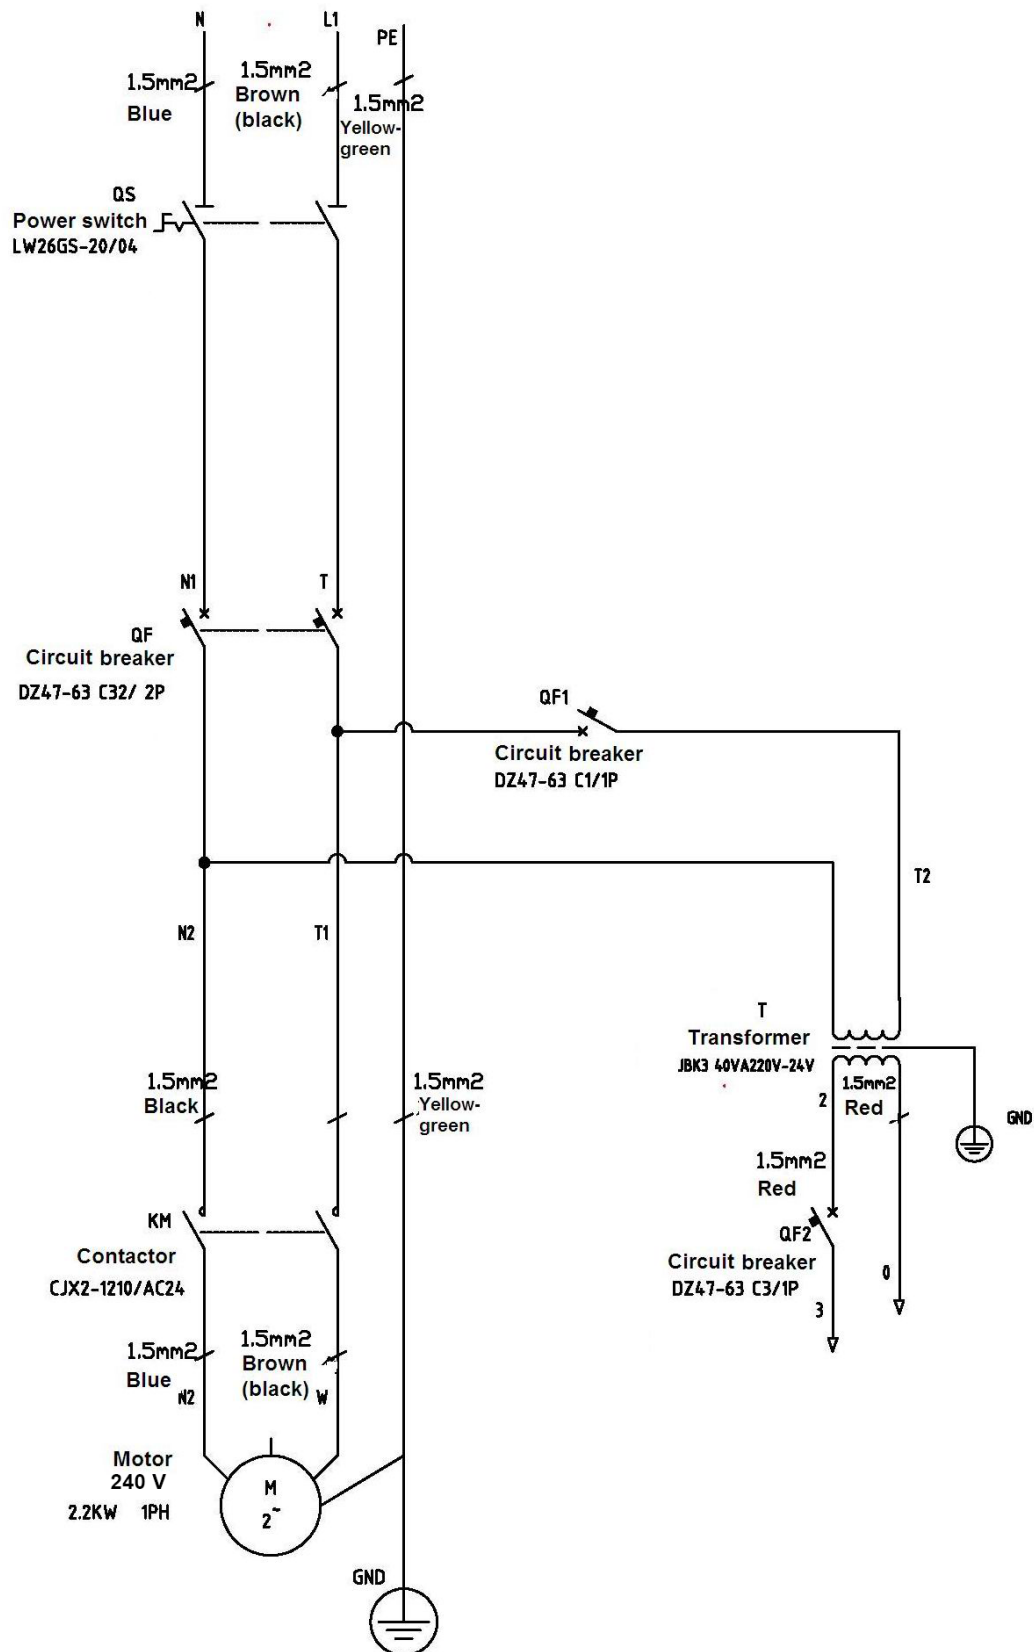 N
L1
PE
1.5mm2
Blue
1.5mm2
Brown
(black)
1.5mm2
Yellow-
green
QS
Power switch
LW26GS-20/04
N1
T
QF
Circuit breaker
DZ47-63 C32/ 2P
QF1
Circuit breaker
DZ47-63 C1/1P
T2
N2
T1
T
Transformer
JBK3 40VA220V-24V
1.5mm2
Black
1.5mm2
Yellow-
green
2
1.5mm2
Red
GND
1.5mm2
Red
KM
Contactor
CJX2-1210/AC24
QF2
Circuit breaker
DZ47-63 C3/1P
0
3
1.5mm2
Blue
N2
1.5mm2
Brown
(black)
W
Motor
240 V
2.2KW 1PH
M
2~
GND